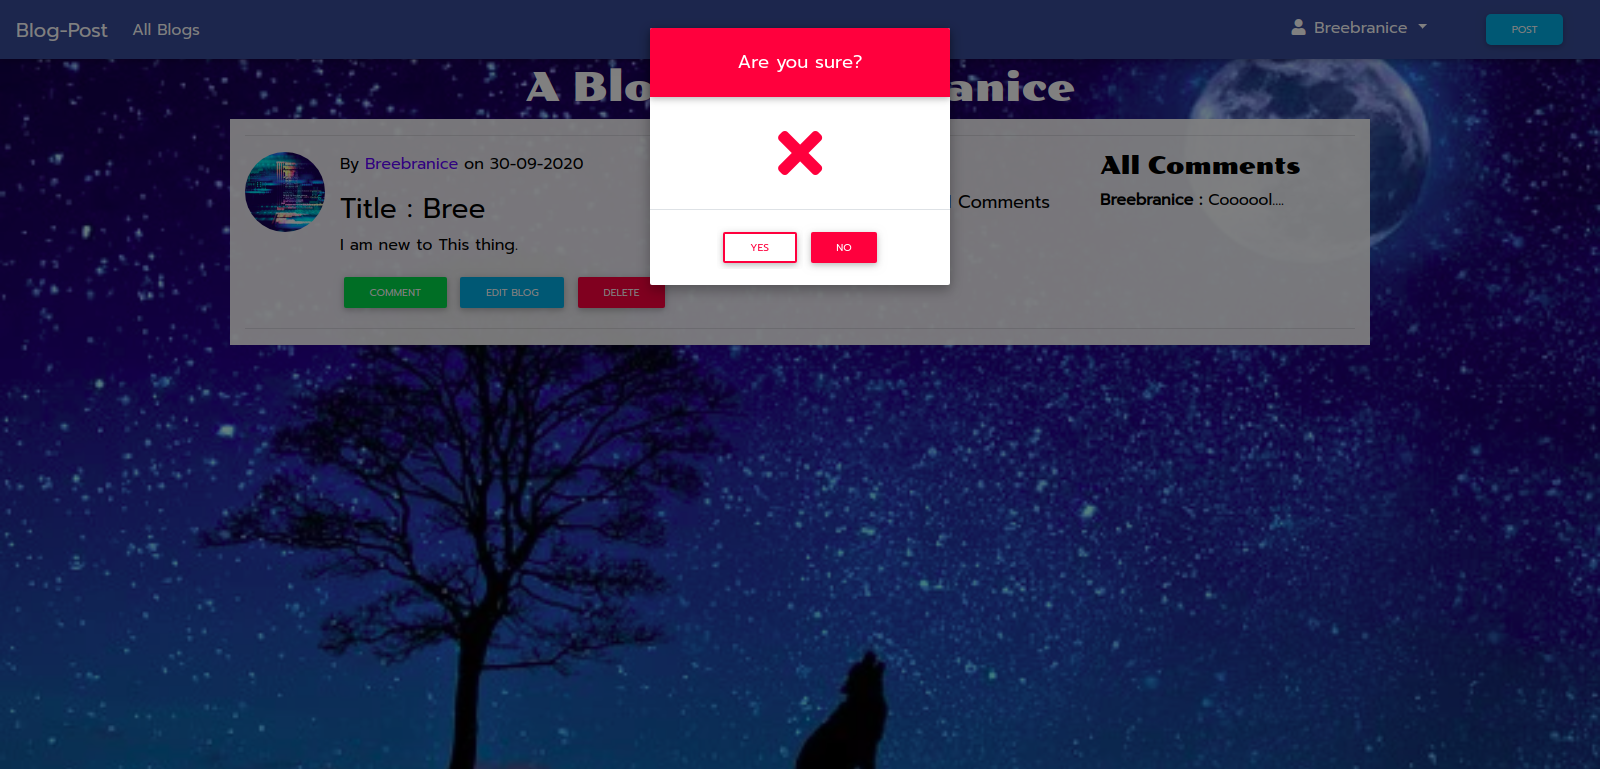 Blog-Post All Blogs Breebranice POST
Are you sure?
A Blo anice
By Breebranice on 30-09-2020
Title : Bree
I am new to This thing.
COMMENT EDIT BLOG DELETE
Comments
YES NO
All Comments
Breebranice : Coooool....